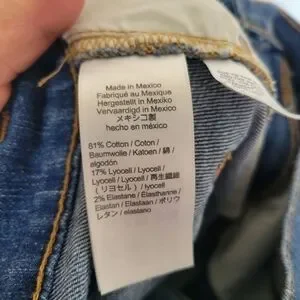 Made in Mexico
Fabriqué au Mexique
Hergestellt in Mexiko
Vervaardigd in Mexico
メキシコ製
hecho en méxico
81% Cotton / Coton /
Baumwolle / Katoen / 綿 /
algodón
17% Lyocell / Lyocell /
Lyocell / Lyocell / 再生繊維
( リヨセル ) / lyocell
2% Elastane / Élasthanne /
Elastan / Elastaan / ポリウ
レタン / elastano